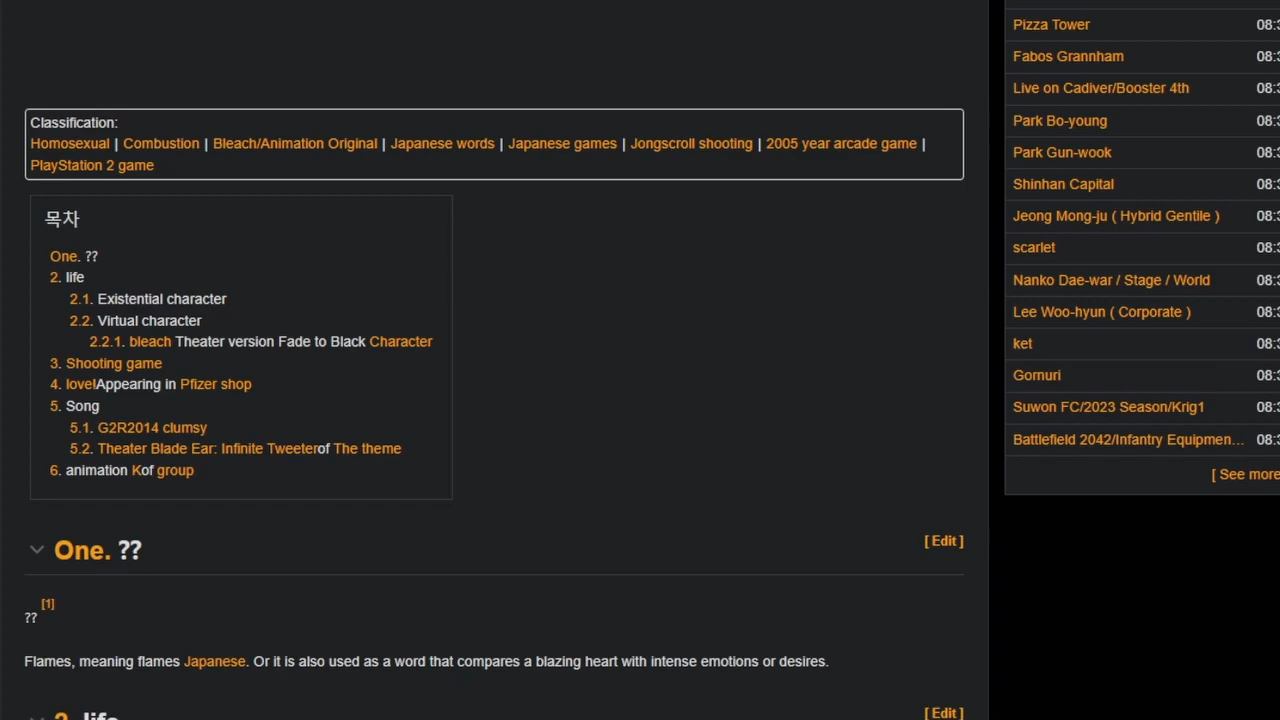 Classification:
Homosexual | Combustion | Bleach/Animation Original | Japanese words | Japanese games | Jongscroll shooting | 2005 year arcade game |
PlayStation 2 game
목차
One. ??
2. life
2.1. Existential character
2.2. Virtual character
2.2.1. bleach Theater version Fade to Black Character
3. Shooting game
4. lovelAppearing in Pfizer shop
5. Song
5.1. G2R2014 clumsy
5.2. Theater Blade Ear: Infinite Tweeterof The theme
6. animation Kof group
One. ??
[ Edit ]
[1]
??
Flames, meaning flames Japanese. Or it is also used as a word that compares a blazing heart with intense emotions or desires.
2. life
[ Edit ]
Pizza Tower 08:3
Fabos Grannham 08:3
Live on Cadiver/Booster 4th 08:3
Park Bo-young 08:3
Park Gun-wook 08:3
Shinhan Capital 08:3
Jeong Mong-ju ( Hybrid Gentile ) 08:3
scarlet 08:3
Nanko Dae-war / Stage / World 08:3
Lee Woo-hyun ( Corporate ) 08:3
ket 08:3
Gomuri 08:3
Suwon FC/2023 Season/Krig1 08:3
Battlefield 2042/Infantry Equipmen... 08:3
[ See more